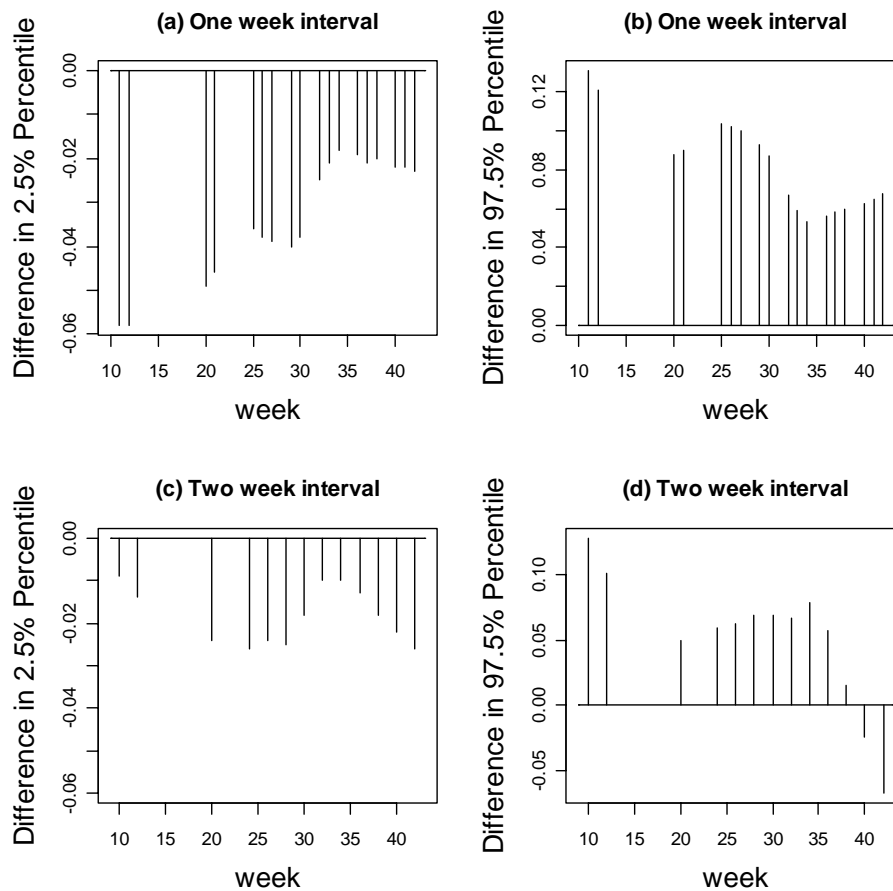 (a) One week interval
Difference in 2.5% Percentile
0.00
-0.02
-0.04
-0.06
10 15 20 25 30 35 40
week
(b) One week interval
Difference in 97.5% Percentile
0.12
0.08
0.04
0.00
10 15 20 25 30 35 40
week
(c) Two week interval
Difference in 2.5% Percentile
0.00
-0.02
-0.04
-0.06
10 15 20 25 30 35 40
week
(d) Two week interval
Difference in 97.5% Percentile
0.10
0.05
0.00
-0.05
10 15 20 25 30 35 40
week